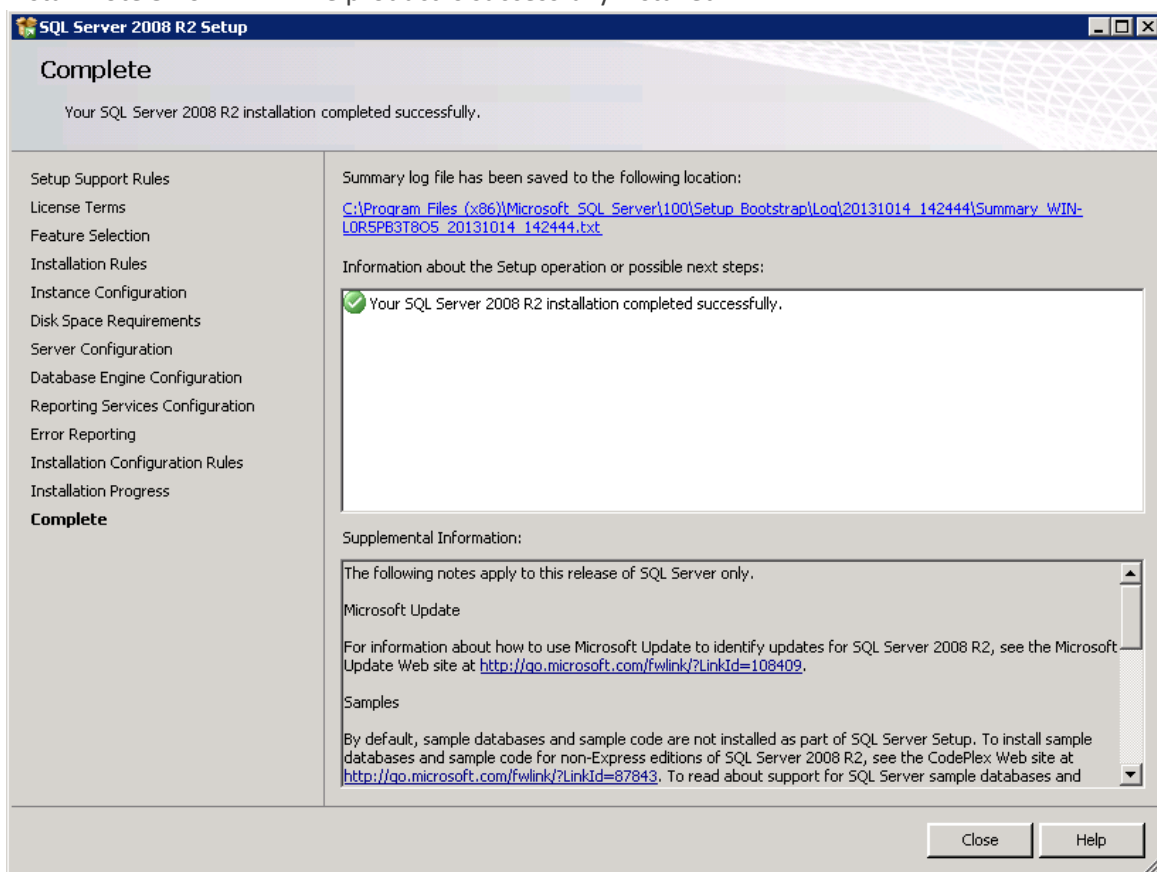 SQL Server 2008 R2 Setup
Complete
Your SQL Server 2008 R2 installation completed successfully.
Setup Support Rules
License Terms
Feature Selection
Installation Rules
Instance Configuration
Disk Space Requirements
Server Configuration
Database Engine Configuration
Reporting Services Configuration
Error Reporting
Installation Configuration Rules
Installation Progress
Complete
Summary log file has been saved to the following location:
C:\Program Files (x86)\Microsoft SQL Server\100\Setup Bootstrap\Log\20131014_142444\Summary_WIN-
L0R5PB3T8O5_20131014_142444.txt
Information about the Setup operation or possible next steps:
Your SQL Server 2008 R2 installation completed successfully.
Supplemental Information:
The following notes apply to this release of SQL Server only.
Microsoft Update
For information about how to use Microsoft Update to identify updates for SQL Server 2008 R2, see the Microsoft
Update Web site at http://go.microsoft.com/fwlink/?LinkId=108409.
Samples
By default, sample databases and sample code are not installed as part of SQL Server Setup. To install sample
databases and sample code for non-Express editions of SQL Server 2008 R2, see the CodePlex Web site at
http://go.microsoft.com/fwlink/?LinkId=87843. To read about support for SQL Server sample databases and
Close
Help